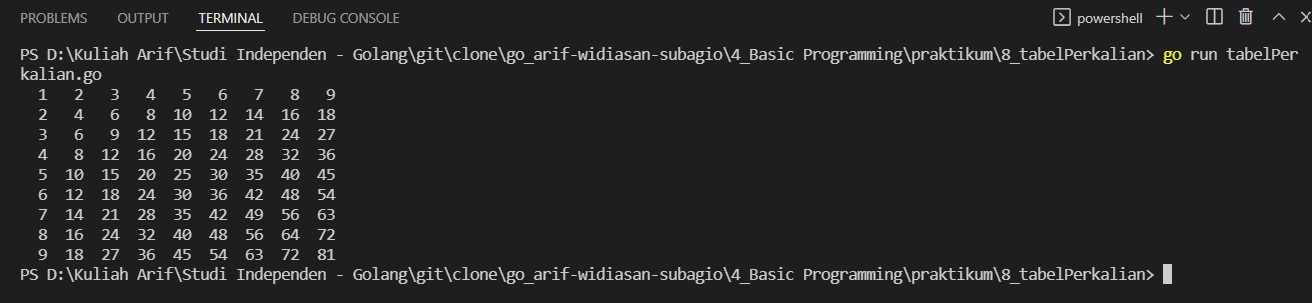 PROBLEMS OUTPUT TERMINAL DEBUG CONSOLE powershell
PS D:\Kuliah Arif\Studi Independen - Golang\git\clone\go_arif-widiasan-subagio\4_Basic Programming\praktikum\8_tabelPerkalian> go run tabelPer
kalian.go
  1   2   3   4   5   6   7   8   9
  2   4   6   8  10  12  14  16  18
  3   6   9  12  15  18  21  24  27
  4   8  12  16  20  24  28  32  36
  5  10  15  20  25  30  35  40  45
  6  12  18  24  30  36  42  48  54
  7  14  21  28  35  42  49  56  63
  8  16  24  32  40  48  56  64  72
  9  18  27  36  45  54  63  72  81
PS D:\Kuliah Arif\Studi Independen - Golang\git\clone\go_arif-widiasan-subagio\4_Basic Programming\praktikum\8_tabelPerkalian>